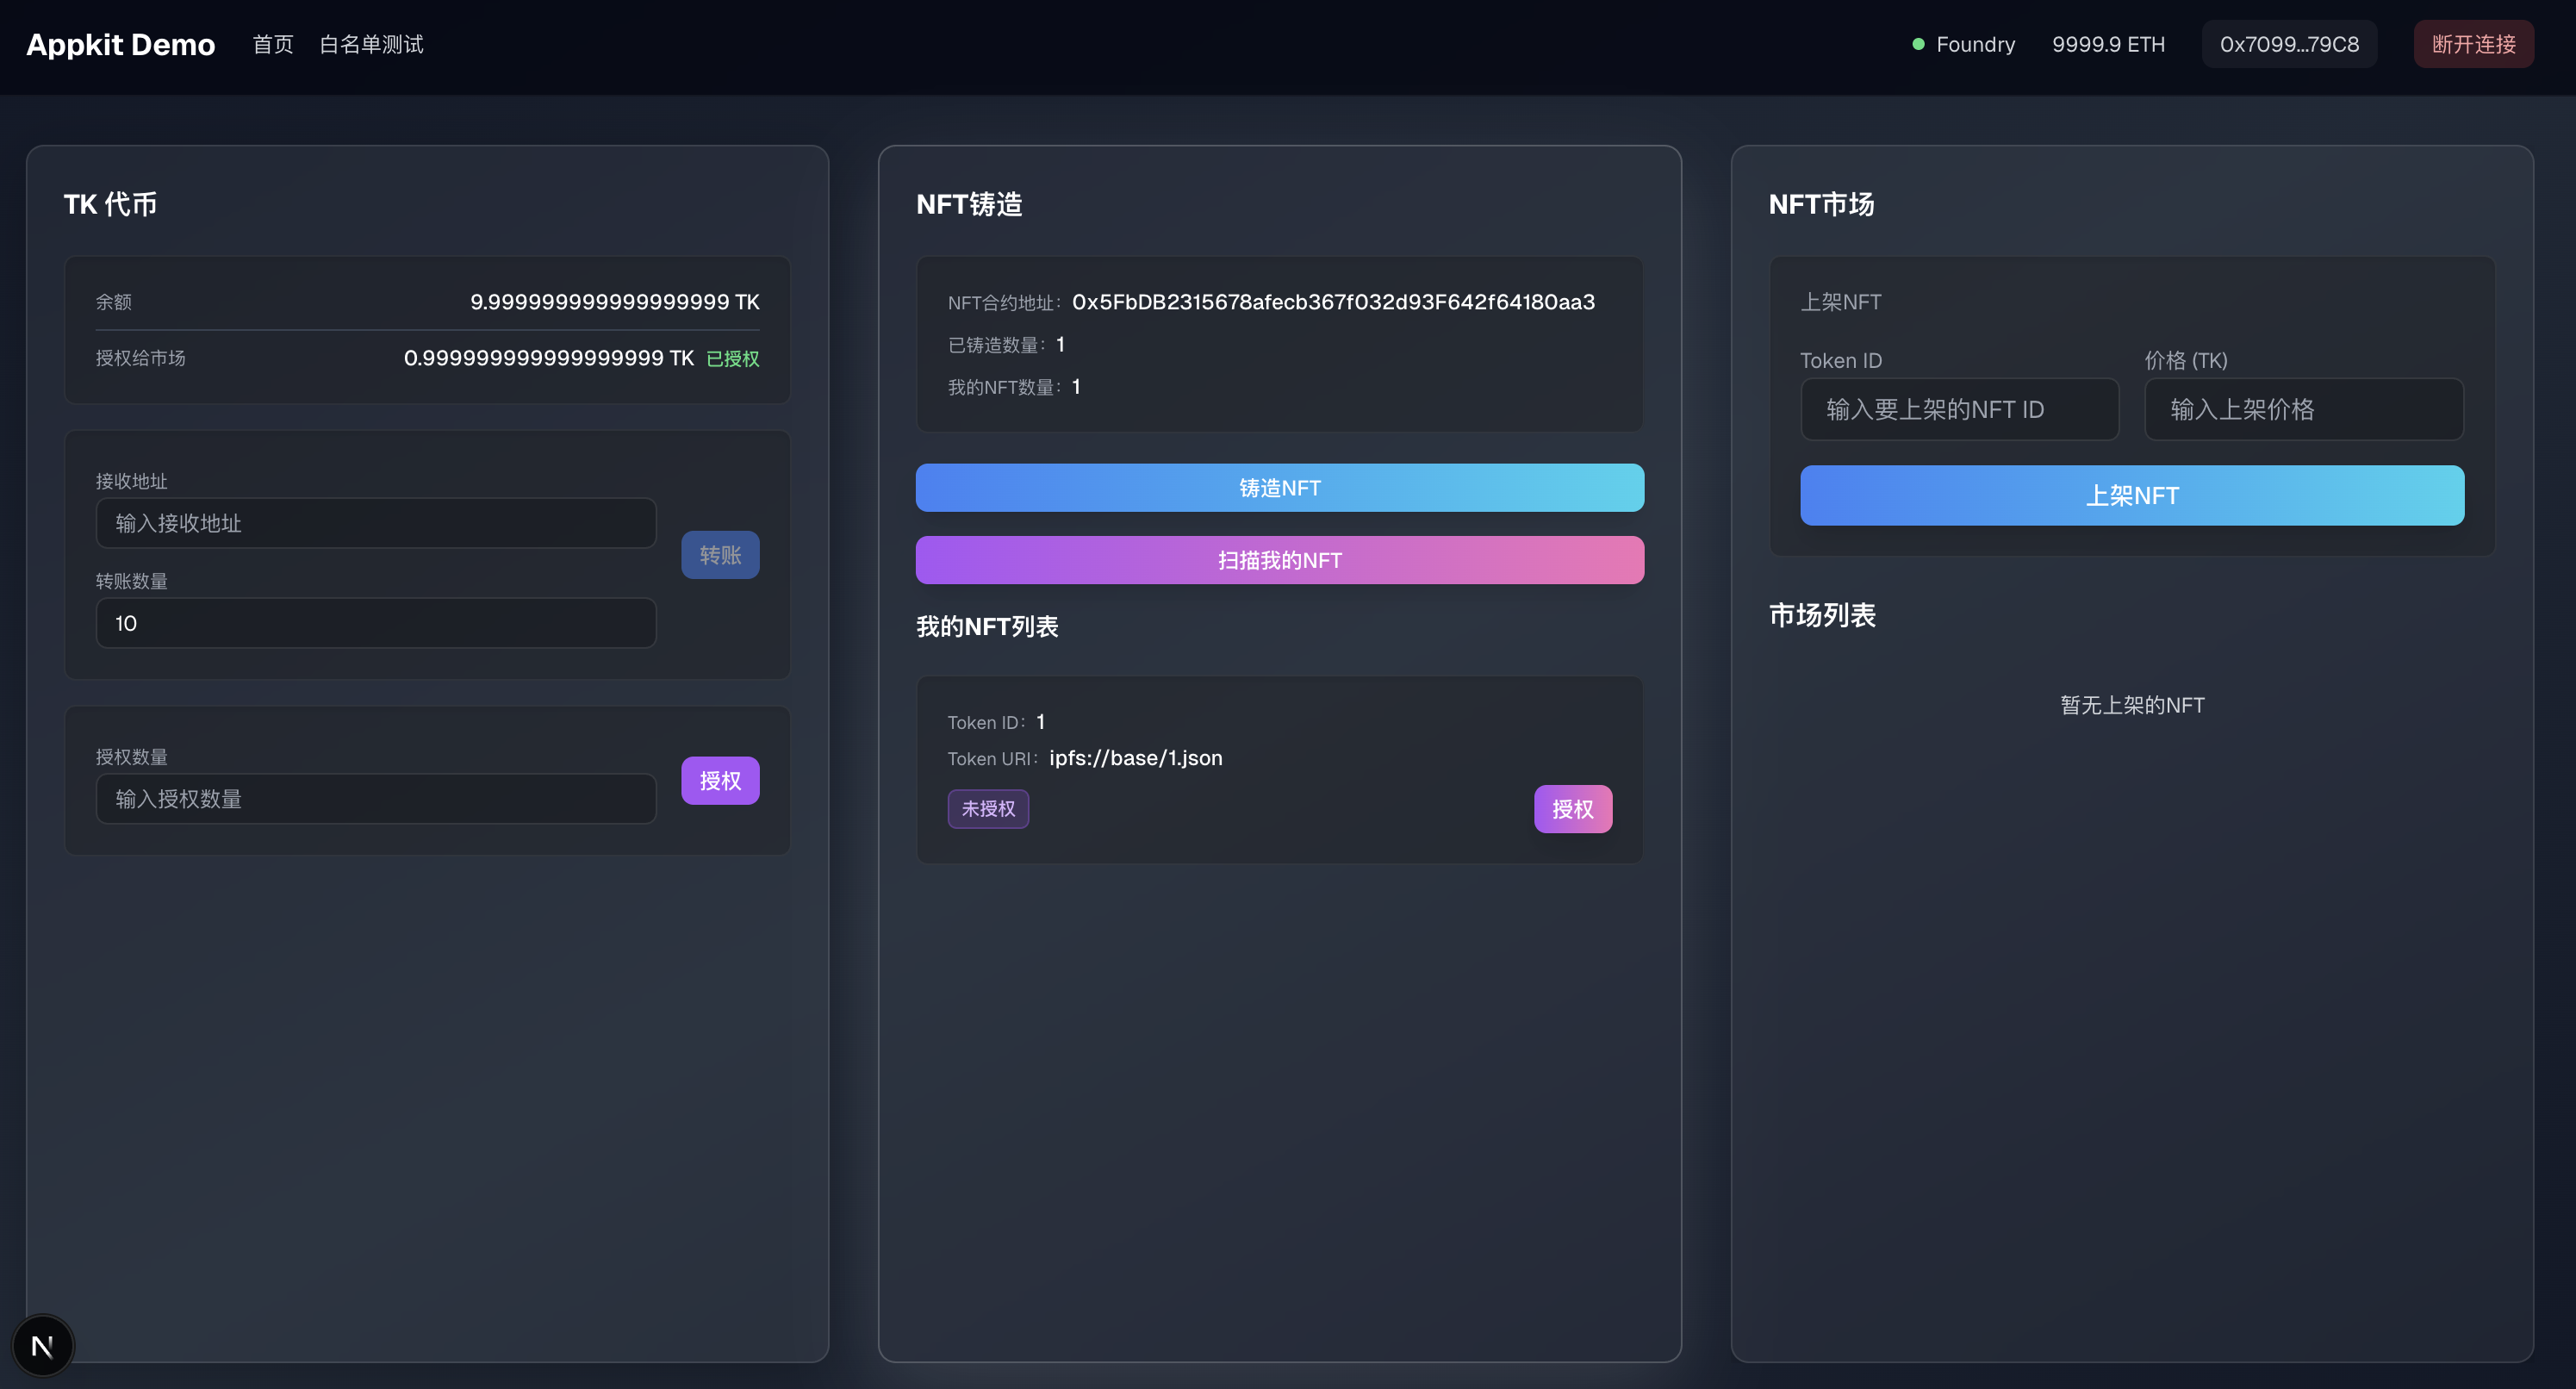 Appkit Demo 首页 白名单测试 Foundry 9999.9 ETH 0x7099...79C8 断开连接
TK 代币
余额 9.999999999999999999 TK
授权给市场 0.999999999999999999 TK 已授权
接收地址
输入接收地址
转账
转账数量
10
授权数量
输入授权数量
授权
NFT铸造
NFT合约地址: 0x5FbDB2315678afecb367f032d93F642f64180aa3
已铸造数量: 1
我的NFT数量: 1
铸造NFT
扫描我的NFT
我的NFT列表
Token ID: 1
Token URI: ipfs://base/1.json
未授权 授权
NFT市场
上架NFT
Token ID 价格 (TK)
输入要上架的NFT ID 输入上架价格
上架NFT
市场列表
暂无上架的NFT
N